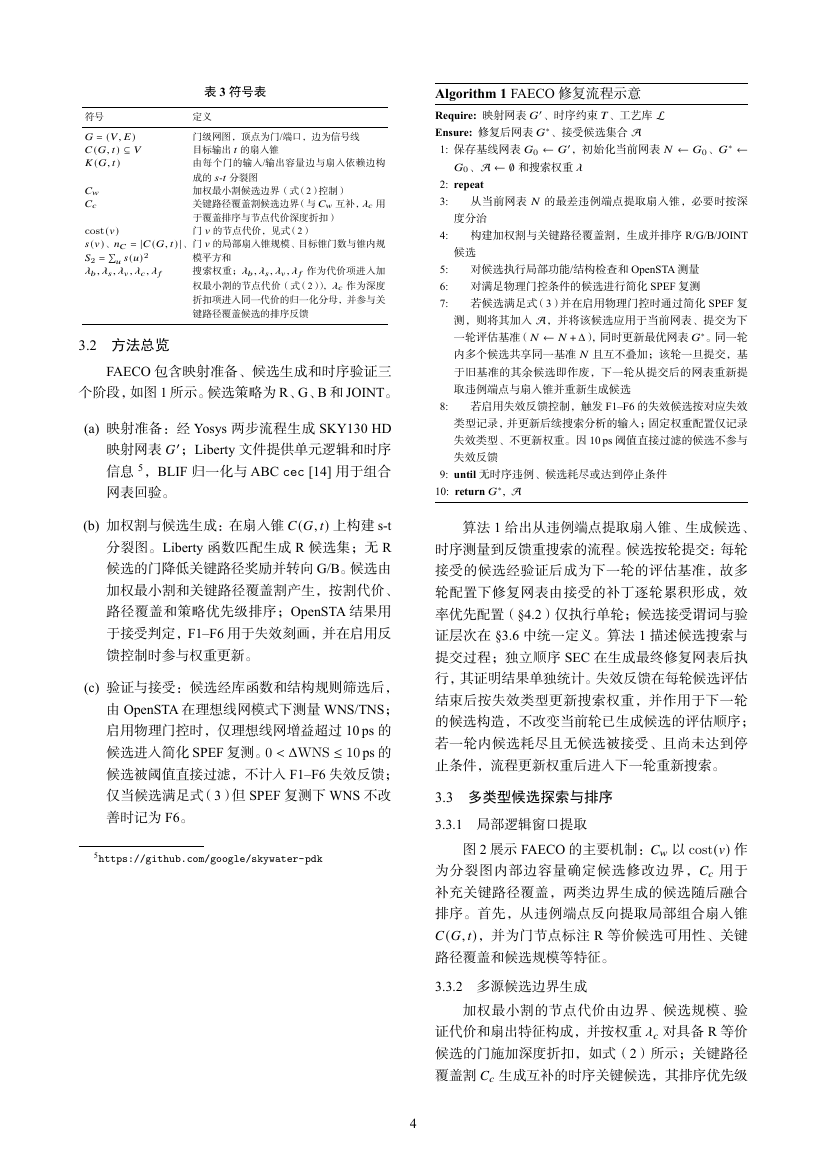 表 3 符号表
符号 定义
G = (V, E) 门级网图，顶点为门/端口，边为信号线
C(G, t) ⊆ V 目标输出 t 的扇入锥
K(G, t) 由每个门的输入/输出容量边与扇入依赖边构
成的 s-t 分裂图
C_w 加权最小割候选边界（式（2）控制）
C_c 关键路径覆盖割候选边界（与 C_w 互补，λ_c 用
于覆盖排序与节点代价深度折扣）
cost(v) 门 v 的节点代价，见式（2）
s(v)、n_C = |C(G, t)|、 门 v 的局部扇入锥规模、目标锥门数与锥内规
S_2 = ∑_u s(u)^2 模平方和
λ_b, λ_s, λ_v, λ_c, λ_f 搜索权重；λ_b, λ_s, λ_v, λ_f 作为代价项进入加
权最小割的节点代价（式（2）），λ_c 作为深度
折扣项进入同一代价的归一化分母，并参与关
键路径覆盖候选的排序反馈
3.2 方法总览
FAECO 包含映射准备、候选生成和时序验证三
个阶段，如图 1 所示。候选策略为 R、G、B 和 JOINT。
(a) 映射准备：经 Yosys 两步流程生成 SKY130 HD
映射网表 G′；Liberty 文件提供单元逻辑和时序
信息 5，BLIF 归一化与 ABC cec [14] 用于组合
网表回验。
(b) 加权割与候选生成：在扇入锥 C(G, t) 上构建 s-t
分裂图。Liberty 函数匹配生成 R 候选集；无 R
候选的门降低关键路径奖励并转向 G/B。候选由
加权最小割和关键路径覆盖割产生，按割代价、
路径覆盖和策略优先级排序；OpenSTA 结果用
于接受判定，F1–F6 用于失效刻画，并在启用反
馈控制时参与权重更新。
(c) 验证与接受：候选经库函数和结构规则筛选后，
由 OpenSTA 在理想线网模式下测量 WNS/TNS；
启用物理门控时，仅理想线网增益超过 10 ps 的
候选进入简化 SPEF 复测。0 < ΔWNS ≤ 10 ps 的
候选被阈值直接过滤，不计入 F1–F6 失效反馈；
仅当候选满足式（3）但 SPEF 复测下 WNS 不改
善时记为 F6。
5https://github.com/google/skywater-pdk
Algorithm 1 FAECO 修复流程示意
Require: 映射网表 G′、时序约束 T、工艺库 ℒ
Ensure: 修复后网表 G*、接受候选集合 𝒜
1: 保存基线网表 G_0 ← G′，初始化当前网表 N ← G_0、G* ←
G_0、𝒜 ← ∅ 和搜索权重 λ
2: repeat
3: 从当前网表 N 的最差违例端点提取扇入锥，必要时按深
度分治
4: 构建加权割与关键路径覆盖割，生成并排序 R/G/B/JOINT
候选
5: 对候选执行局部功能/结构检查和 OpenSTA 测量
6: 对满足物理门控条件的候选进行简化 SPEF 复测
7: 若候选满足式（3）并在启用物理门控时通过简化 SPEF 复
测，则将其加入 𝒜，并将该候选应用于当前网表、提交为下
一轮评估基准（N ← N + Δ），同时更新最优网表 G*。同一轮
内多个候选共享同一基准 N 且互不叠加；该轮一旦提交，基
于旧基准的其余候选即作废，下一轮从提交后的网表重新提
取违例端点与扇入锥并重新生成候选
8: 若启用失效反馈控制，触发 F1–F6 的失效候选按对应失效
类型记录，并更新后续搜索分析的输入；固定权重配置仅记录
失效类型、不更新权重。因 10 ps 阈值直接过滤的候选不参与
失效反馈
9: until 无时序违例、候选耗尽或达到停止条件
10: return G*, 𝒜
算法 1 给出从违例端点提取扇入锥、生成候选、
时序测量到反馈重搜索的流程。候选按轮提交：每轮
接受的候选经验证后成为下一轮的评估基准，故多
轮配置下修复网表由接受的补丁逐轮累积形成，效
率优先配置（§4.2）仅执行单轮；候选接受谓词与验
证层次在 §3.6 中统一定义。算法 1 描述候选搜索与
提交过程；独立顺序 SEC 在生成最终修复网表后执
行，其证明结果单独统计。失效反馈在每轮候选评估
结束后按失效类型更新搜索权重，并作用于下一轮
的候选构造，不改变当前轮已生成候选的评估顺序；
若一轮内候选耗尽且无候选被接受、且尚未达到停
止条件，流程更新权重后进入下一轮重新搜索。
3.3 多类型候选探索与排序
3.3.1 局部逻辑窗口提取
图 2 展示 FAECO 的主要机制：C_w 以 cost(v) 作
为分裂图内部边容量确定候选修改边界，C_c 用于
补充关键路径覆盖，两类边界生成的候选随后融合
排序。首先，从违例端点反向提取局部组合扇入锥
C(G, t)，并为门节点标注 R 等价候选可用性、关键
路径覆盖和候选规模等特征。
3.3.2 多源候选边界生成
加权最小割的节点代价由边界、候选规模、验
证代价和扇出特征构成，并按权重 λ_c 对具备 R 等价
候选的门施加深度折扣，如式（2）所示；关键路径
覆盖割 C_c 生成互补的时序关键候选，其排序优先级
4